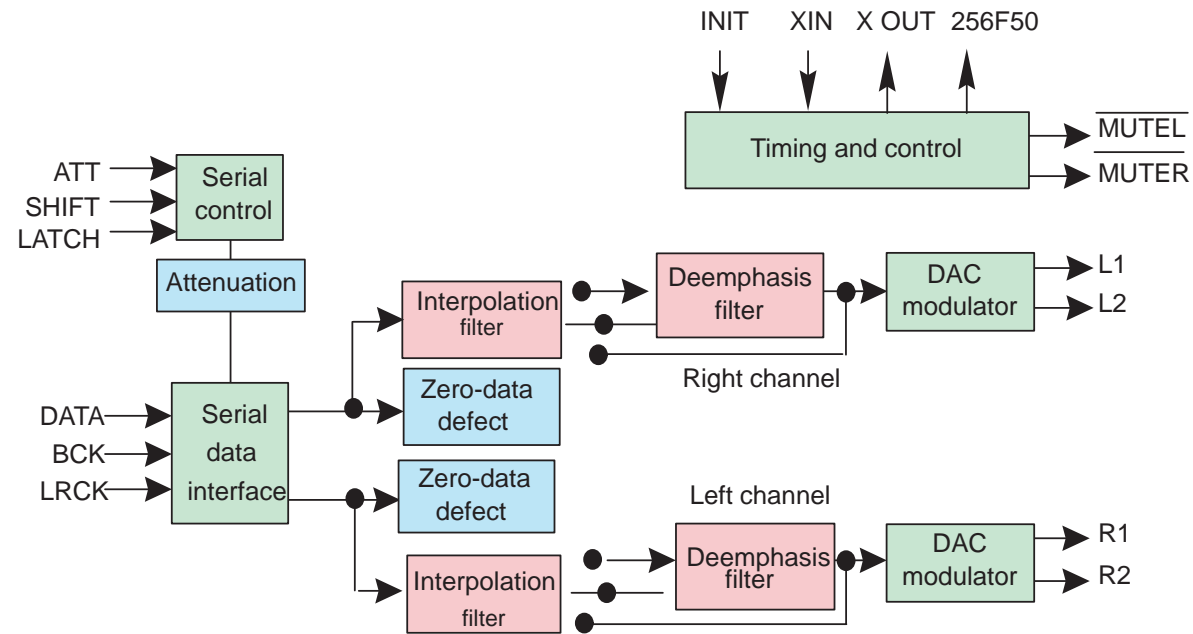 INIT XIN X OUT 256F50
Timing and control
MUTEL
MUTER
ATT
SHIFT
LATCH
Serial
control
Attenuation
Interpolation
filter
Deemphasis
filter
DAC
modulator
L1
L2
Right channel
Zero-data
defect
DATA
BCK
LRCK
Serial
data
interface
Zero-data
defect
Left channel
Interpolation
filter
Deemphasis
filter
DAC
modulator
R1
R2